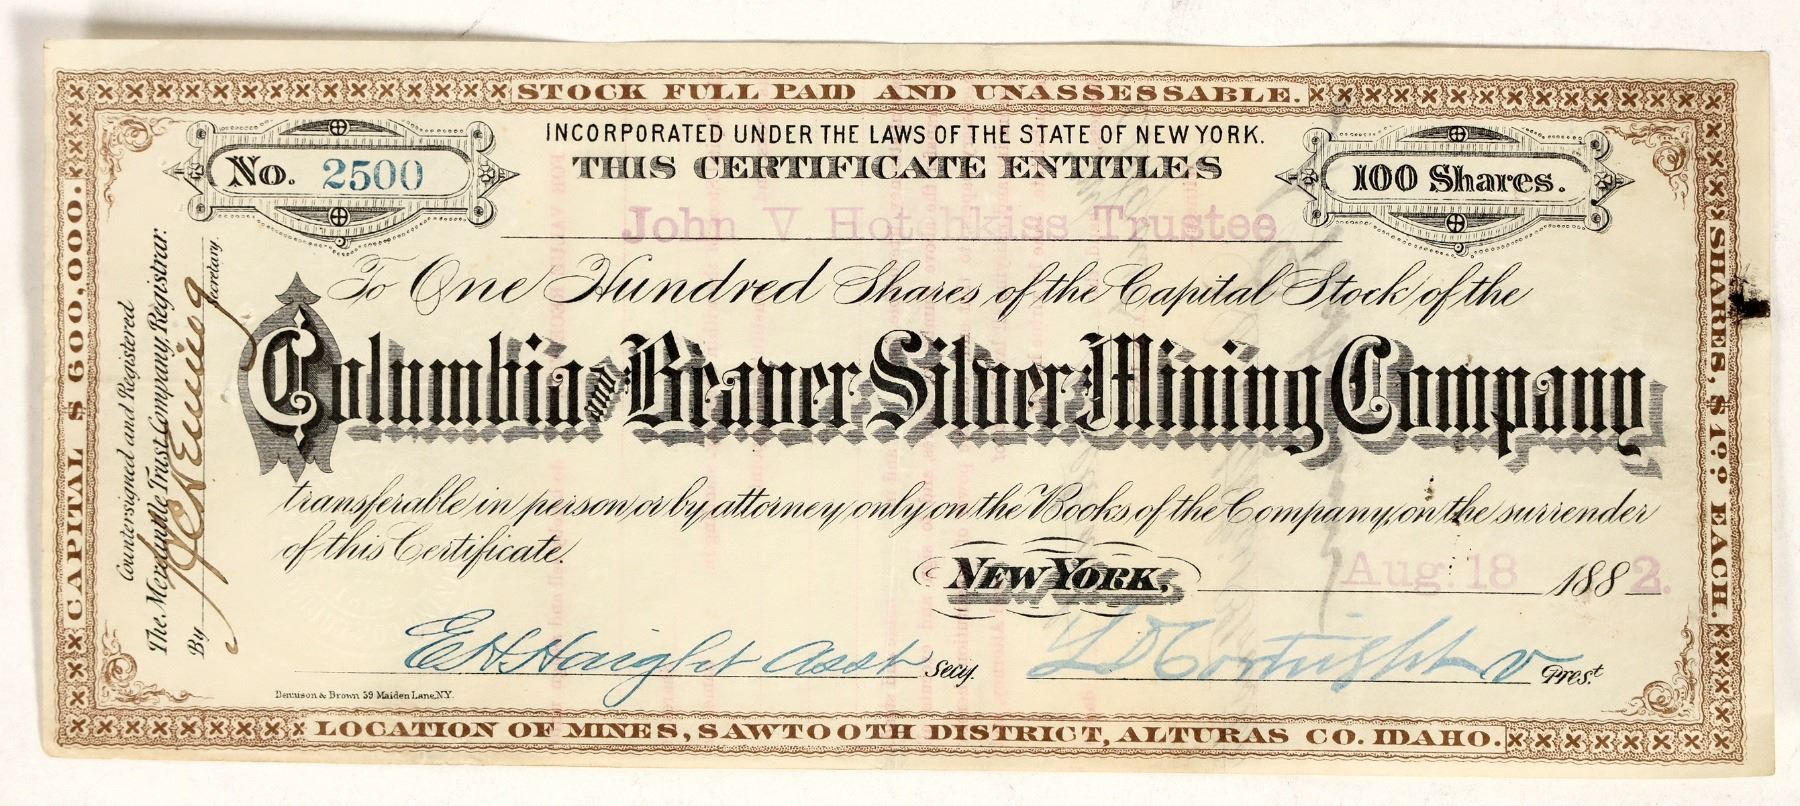 STOCK FULL PAID AND UNASSESSABLE.
INCORPORATED UNDER THE LAWS OF THE STATE OF NEW YORK.
No. 2500
THIS CERTIFICATE ENTITLES
100 Shares.
John V Hotchkiss Trustee
To One Hundred Shares of the Capital Stock of the
Columbia and Beaver Silver Mining Company
transferable in person or by attorney only on the Books of the Company, on the surrender
of this Certificate.
NEW YORK, Aug. 18 1882.
E H Haight Asst Secy.
L D Cortright V Prest
Dennison & Brown 59 Maiden Lane, N.Y.
LOCATION OF MINES, SAWTOOTH DISTRICT, ALTURAS CO. IDAHO.
CAPITAL $600,000.
Countersigned and Registered
The Mercantile Trust Company, Registrar.
By Secretary.
SHARES, $1.00 EACH.